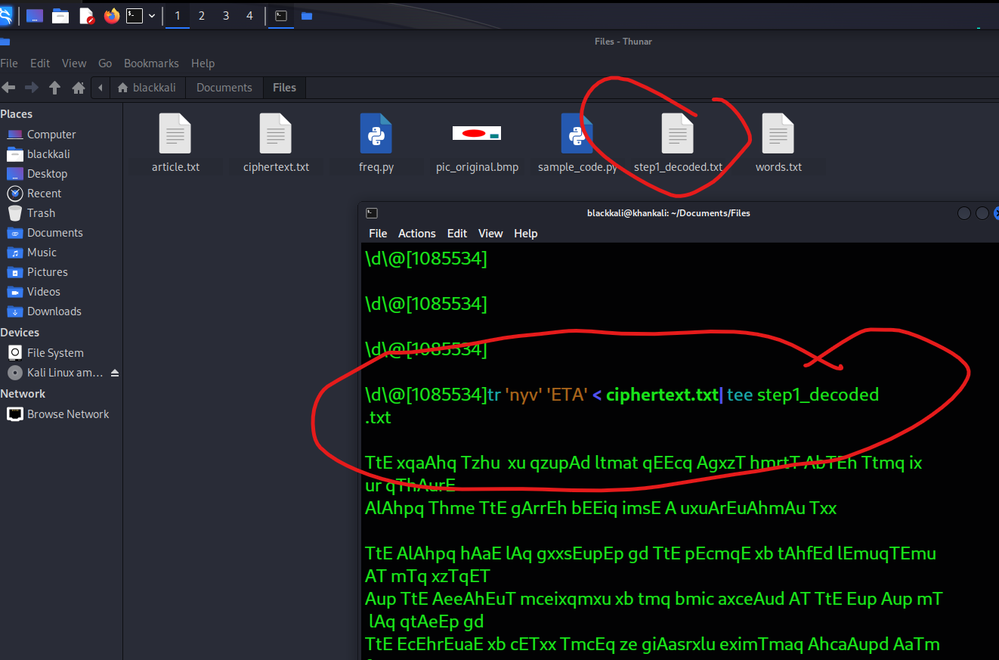 1 2 3 4
Files - Thunar
File Edit View Go Bookmarks Help
blackkali Documents Files
Places
Computer
blackkali
Desktop
Recent
Trash
Documents
Music
Pictures
Videos
Downloads
Devices
File System
Kali Linux am...
Network
Browse Network
article.txt ciphertext.txt freq.py pic_original.bmp sample_code.py step1_decoded.txt words.txt
blackkali@khankali: ~/Documents/Files
File Actions Edit View Help
\d\@[1085534]
\d\@[1085534]
\d\@[1085534]
\d\@[1085534]tr 'nyv' 'ETA' < ciphertext.txt| tee step1_decoded
.txt
TtE xqaAhq Tzhu xu qzupAd ltmat qEEcq AgxzT hmrtT AbTEh Ttmq ix
ur qThAurE
AlAhpq Thme TtE gArrEh bEEiq imsE A uxuArEuAhmAu Txx
TtE AlAhpq hAaE lAq gxxsEupEp gd TtE pEcmqE xb tAhfEd lEmuqTEmu
AT mTq xzTqET
Aup TtE AeeAhEuT mceixqmxu xb tmq bmic axceAud AT TtE Eup Aup mT
lAq qtAeEp gd
TtE EcEhrEuaE xb cETxx TmcEq ze giAasrxlu eximTmaq AhcaAupd AaTm